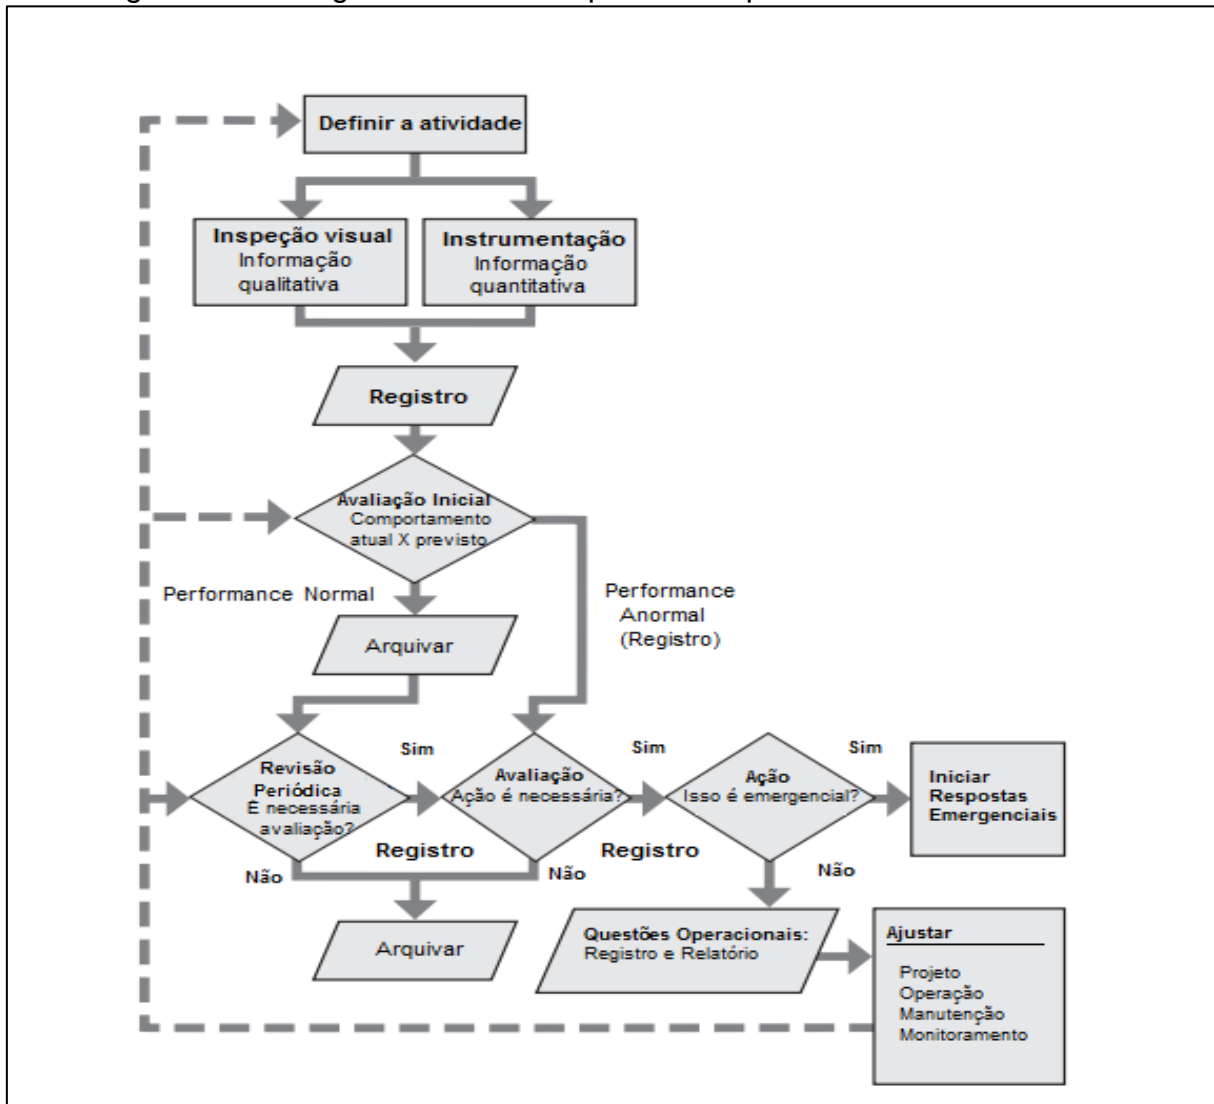 Definir a atividade
Inspeção visual
Informação
qualitativa
Instrumentação
Informação
quantitativa
Registro
Avaliação Inicial
Comportamento
atual X previsto
Performance Normal
Performance
Anormal
(Registro)
Arquivar
Revisão
Periódica
É necessária
avaliação?
Sim
Avaliação
Ação é necessária?
Sim
Ação
Isso é emergencial?
Sim
Iniciar
Respostas
Emergenciais
Não
Registro
Não
Registro
Não
Arquivar
Questões Operacionais:
Registro e Relatório
Ajustar
Projeto
Operação
Manutenção
Monitoramento